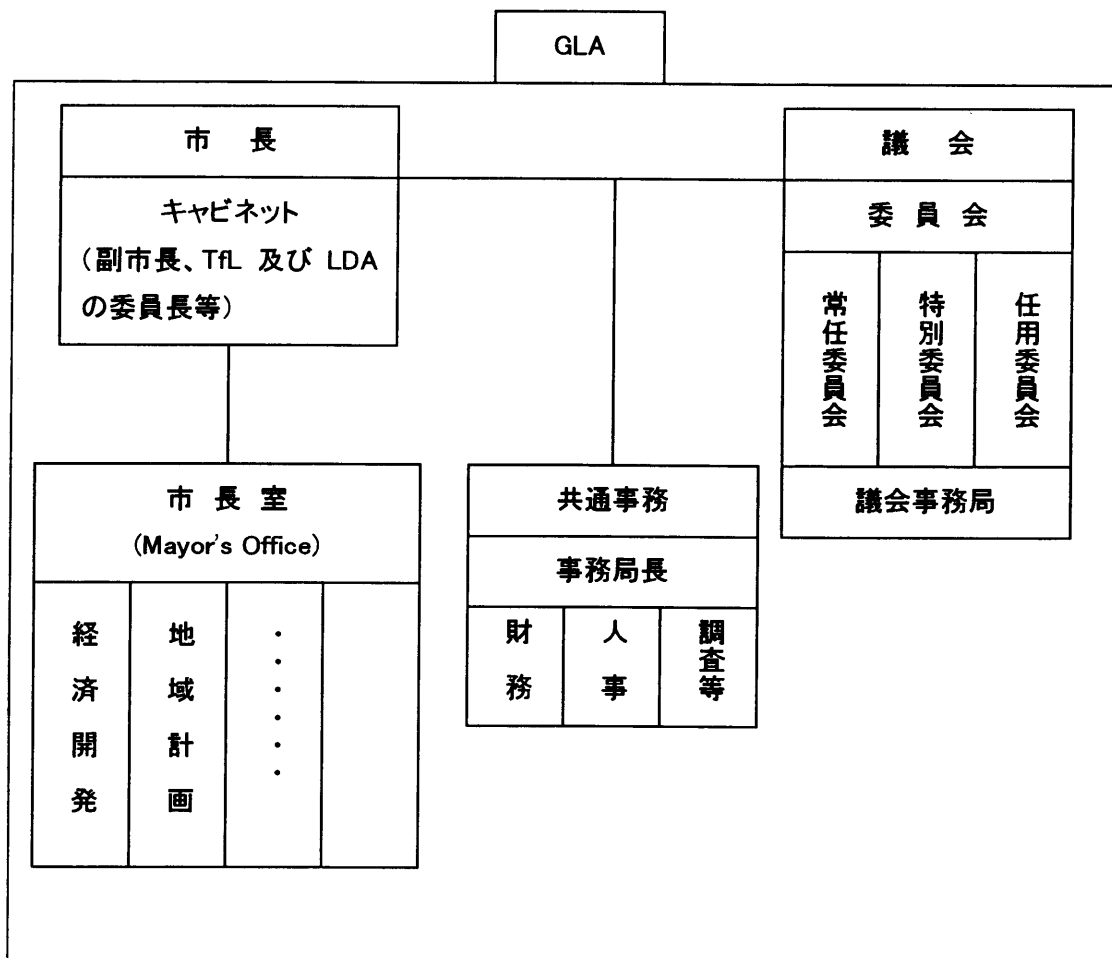 GLA
市 長
キャビネット
（副市長、TfL 及び LDA
の委員長等）
議 会
委 員 会
常任委員会
特別委員会
任用委員会
議会事務局
市 長 室
(Mayor's Office)
経済開発
地域計画
・・・・・・
共通事務
事務局長
財務
人事
調査等